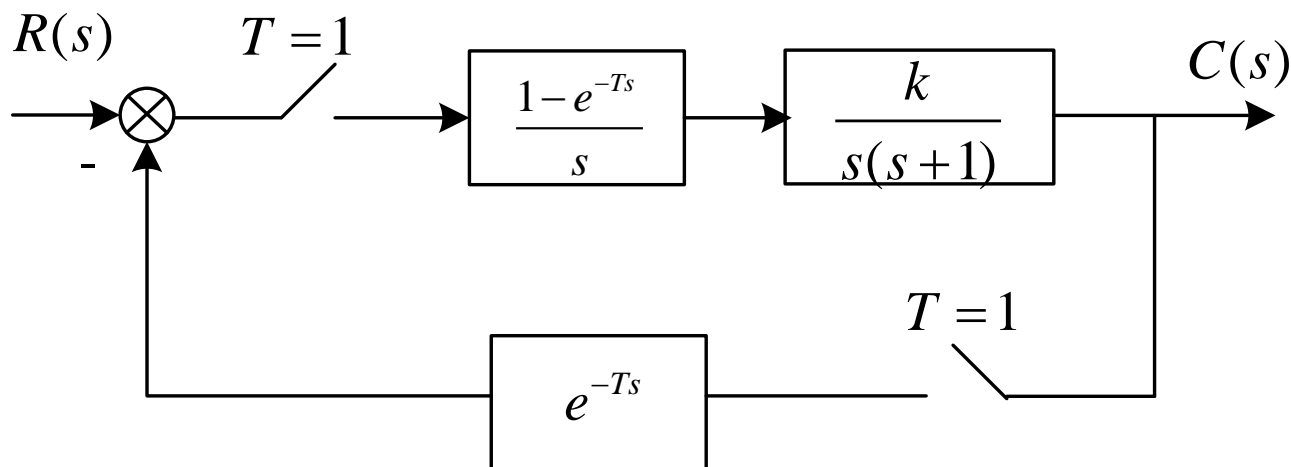 R(s)
T = 1
1 - e^{-Ts}
s
k
s(s + 1)
C(s)
-
T = 1
e^{-Ts}